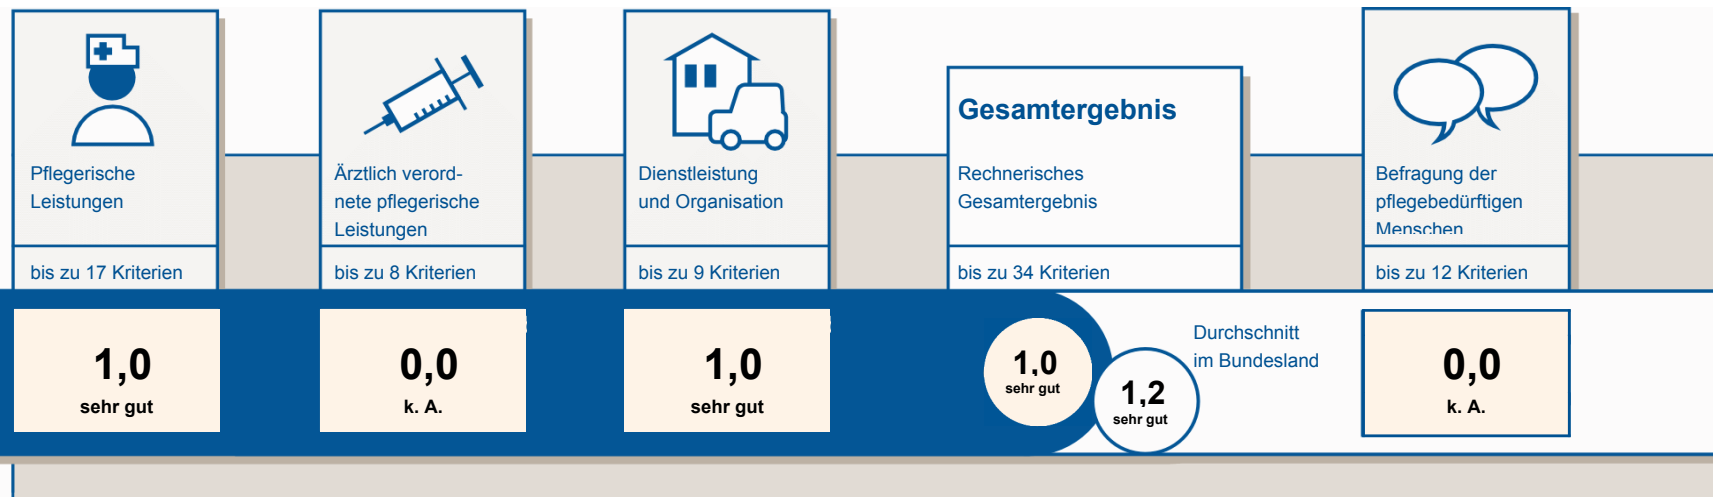 Pflegerische
Leistungen
bis zu 17 Kriterien
1,0
sehr gut
Ärztlich verord-
nete pflegerische
Leistungen
bis zu 8 Kriterien
0,0
k. A.
Dienstleistung
und Organisation
bis zu 9 Kriterien
1,0
sehr gut
Gesamtergebnis
Rechnerisches
Gesamtergebnis
bis zu 34 Kriterien
1,0
sehr gut
1,2
sehr gut
Durchschnitt
im Bundesland
Befragung der
pflegebedürftigen
Menschen
bis zu 12 Kriterien
0,0
k. A.